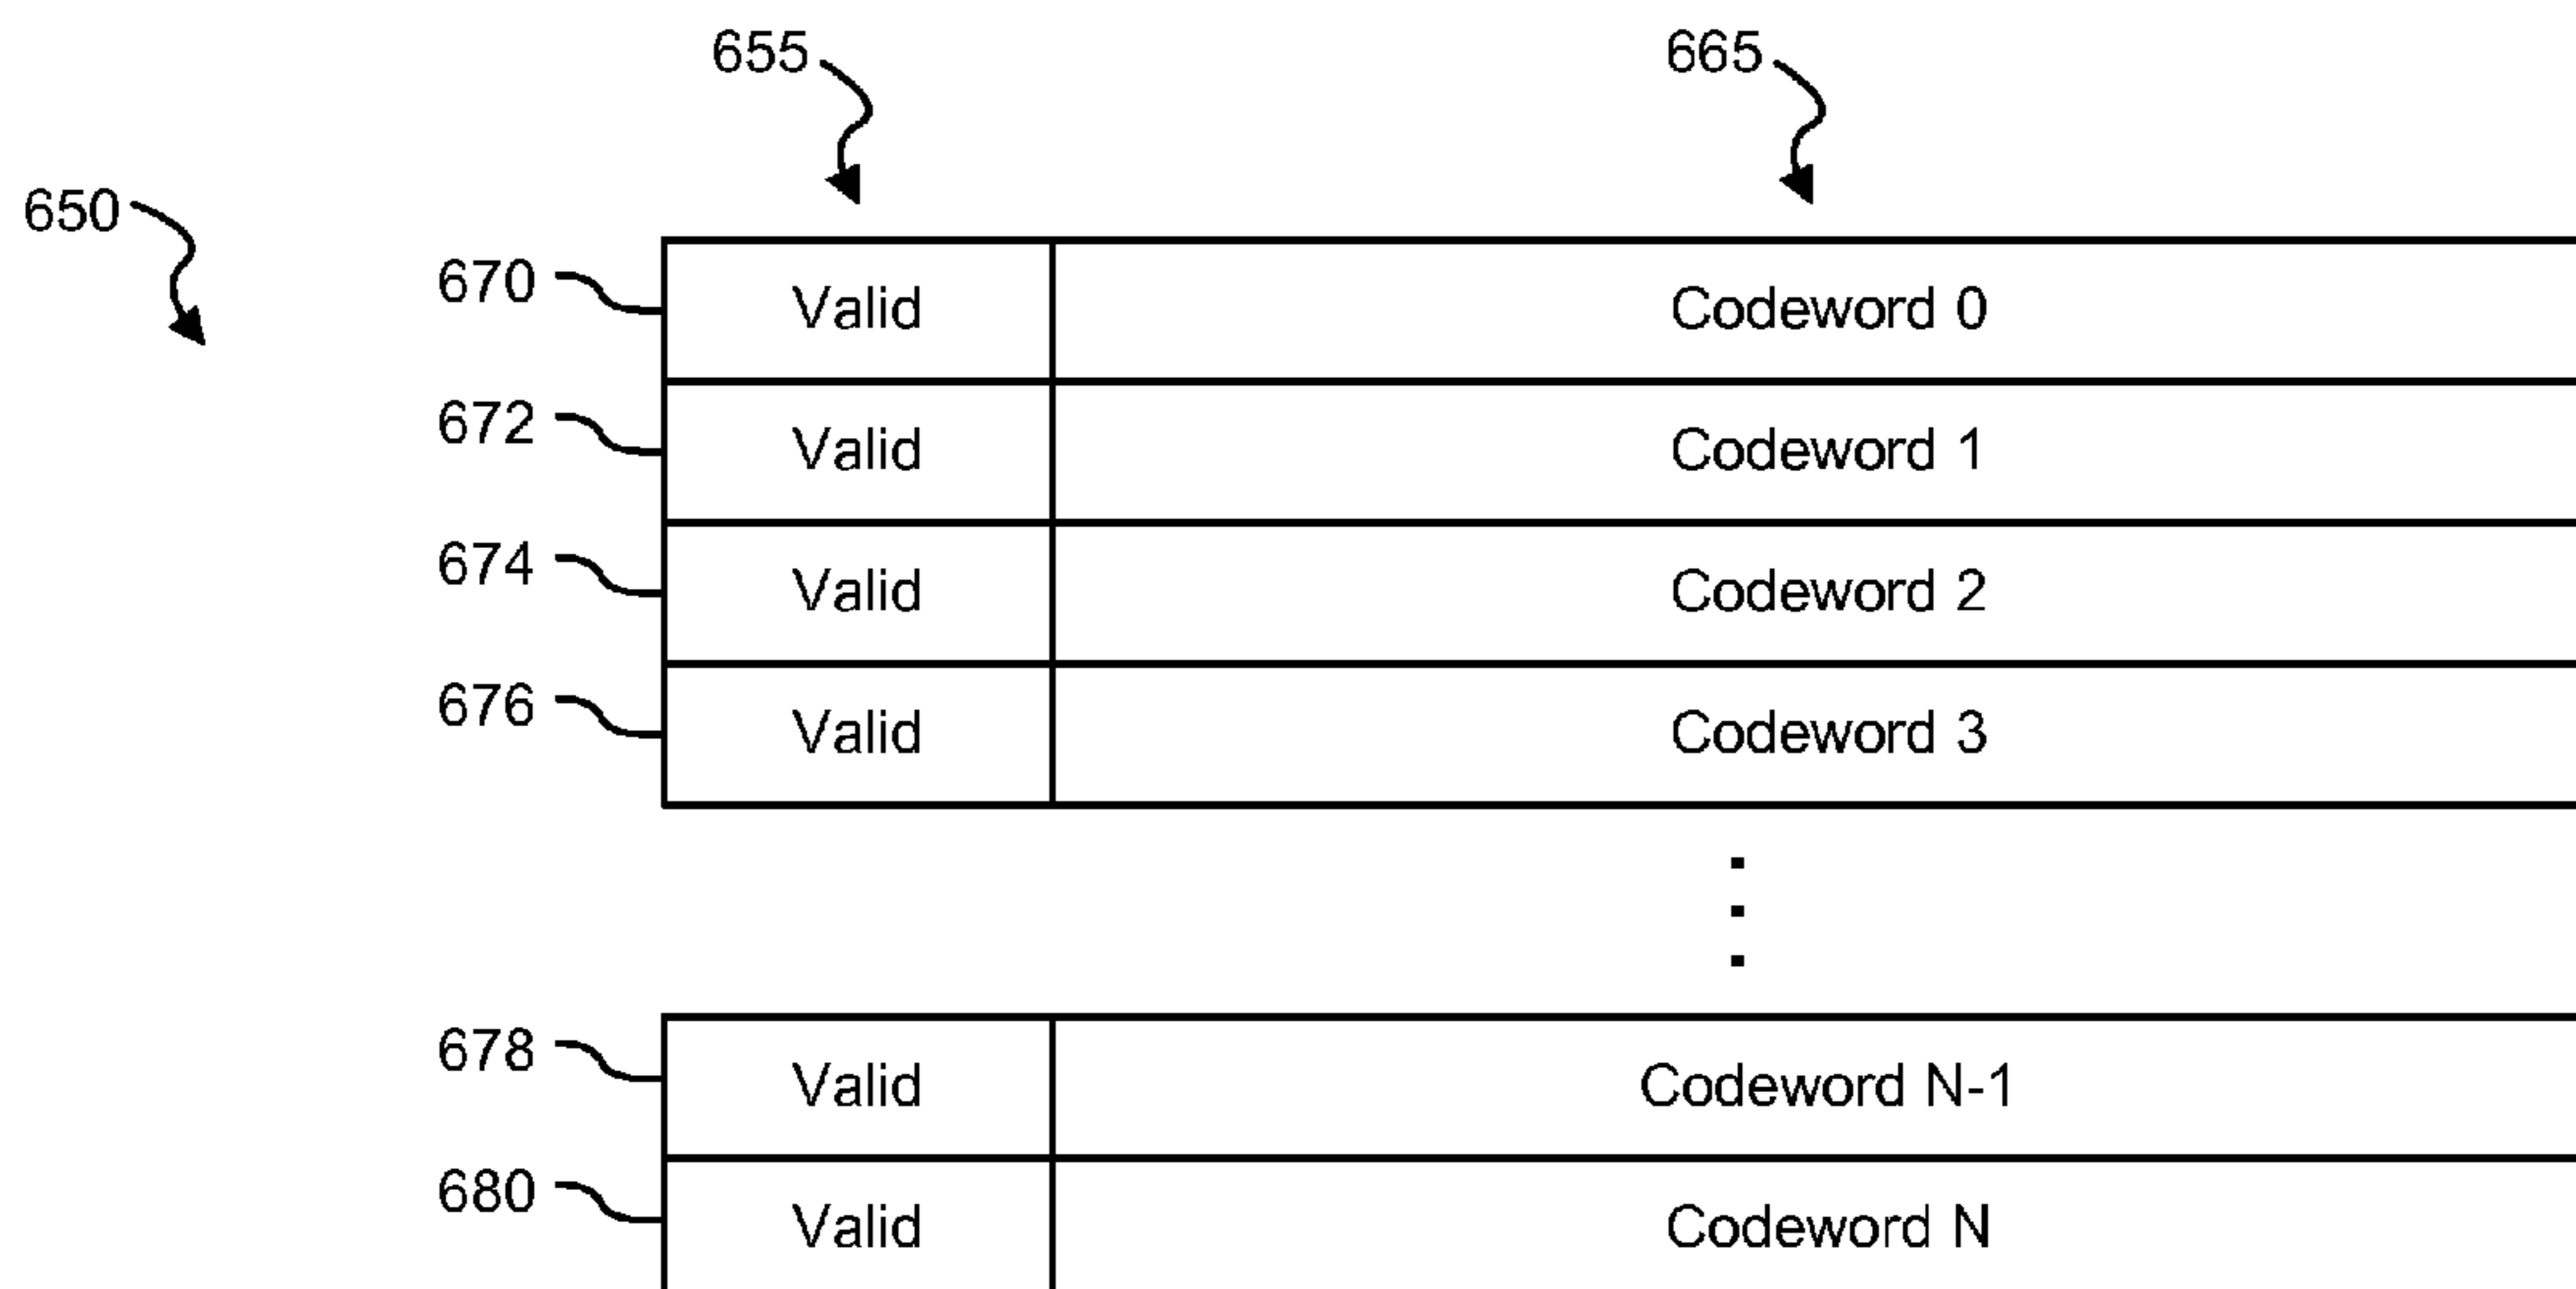 655
665
650
670 Valid Codeword 0
672 Valid Codeword 1
674 Valid Codeword 2
676 Valid Codeword 3
678 Valid Codeword N-1
680 Valid Codeword N